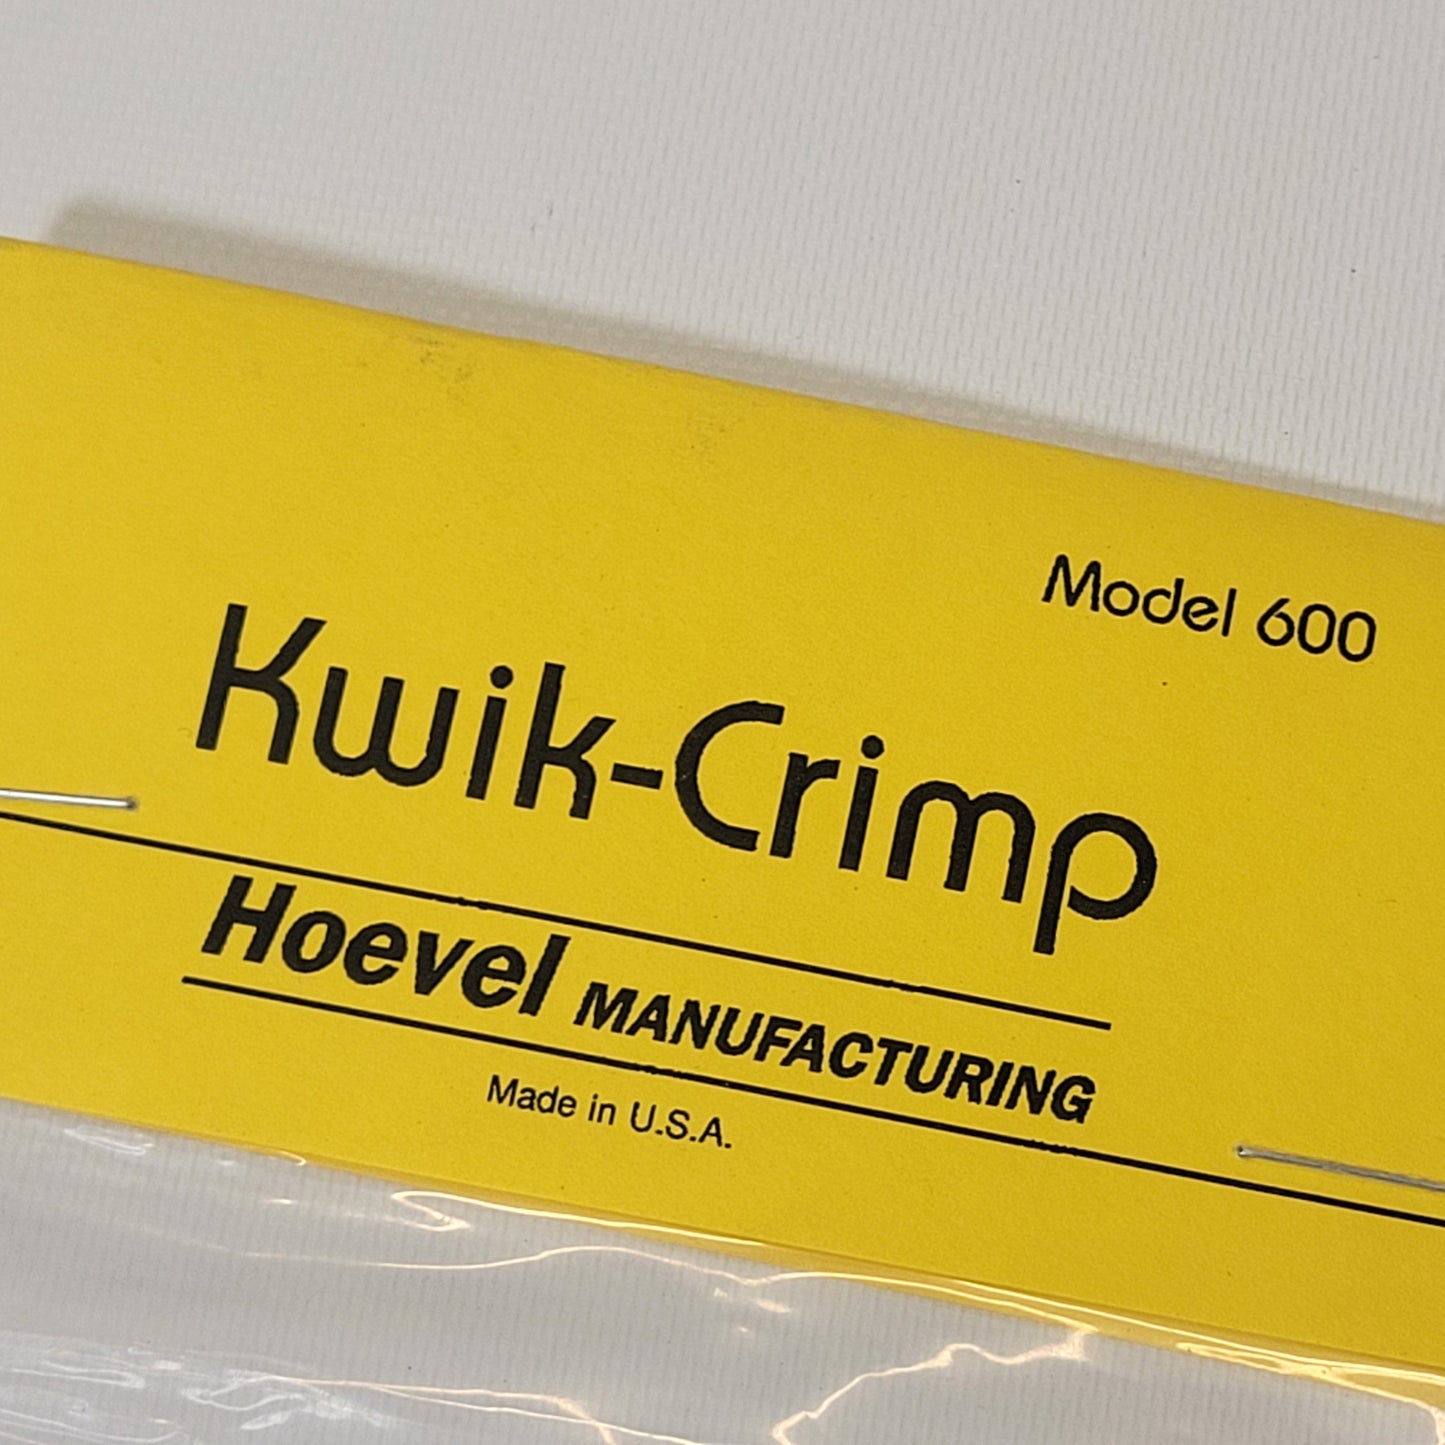 Model 600
Kwik-Crimp
Hoevel MANUFACTURING
Made in U.S.A.